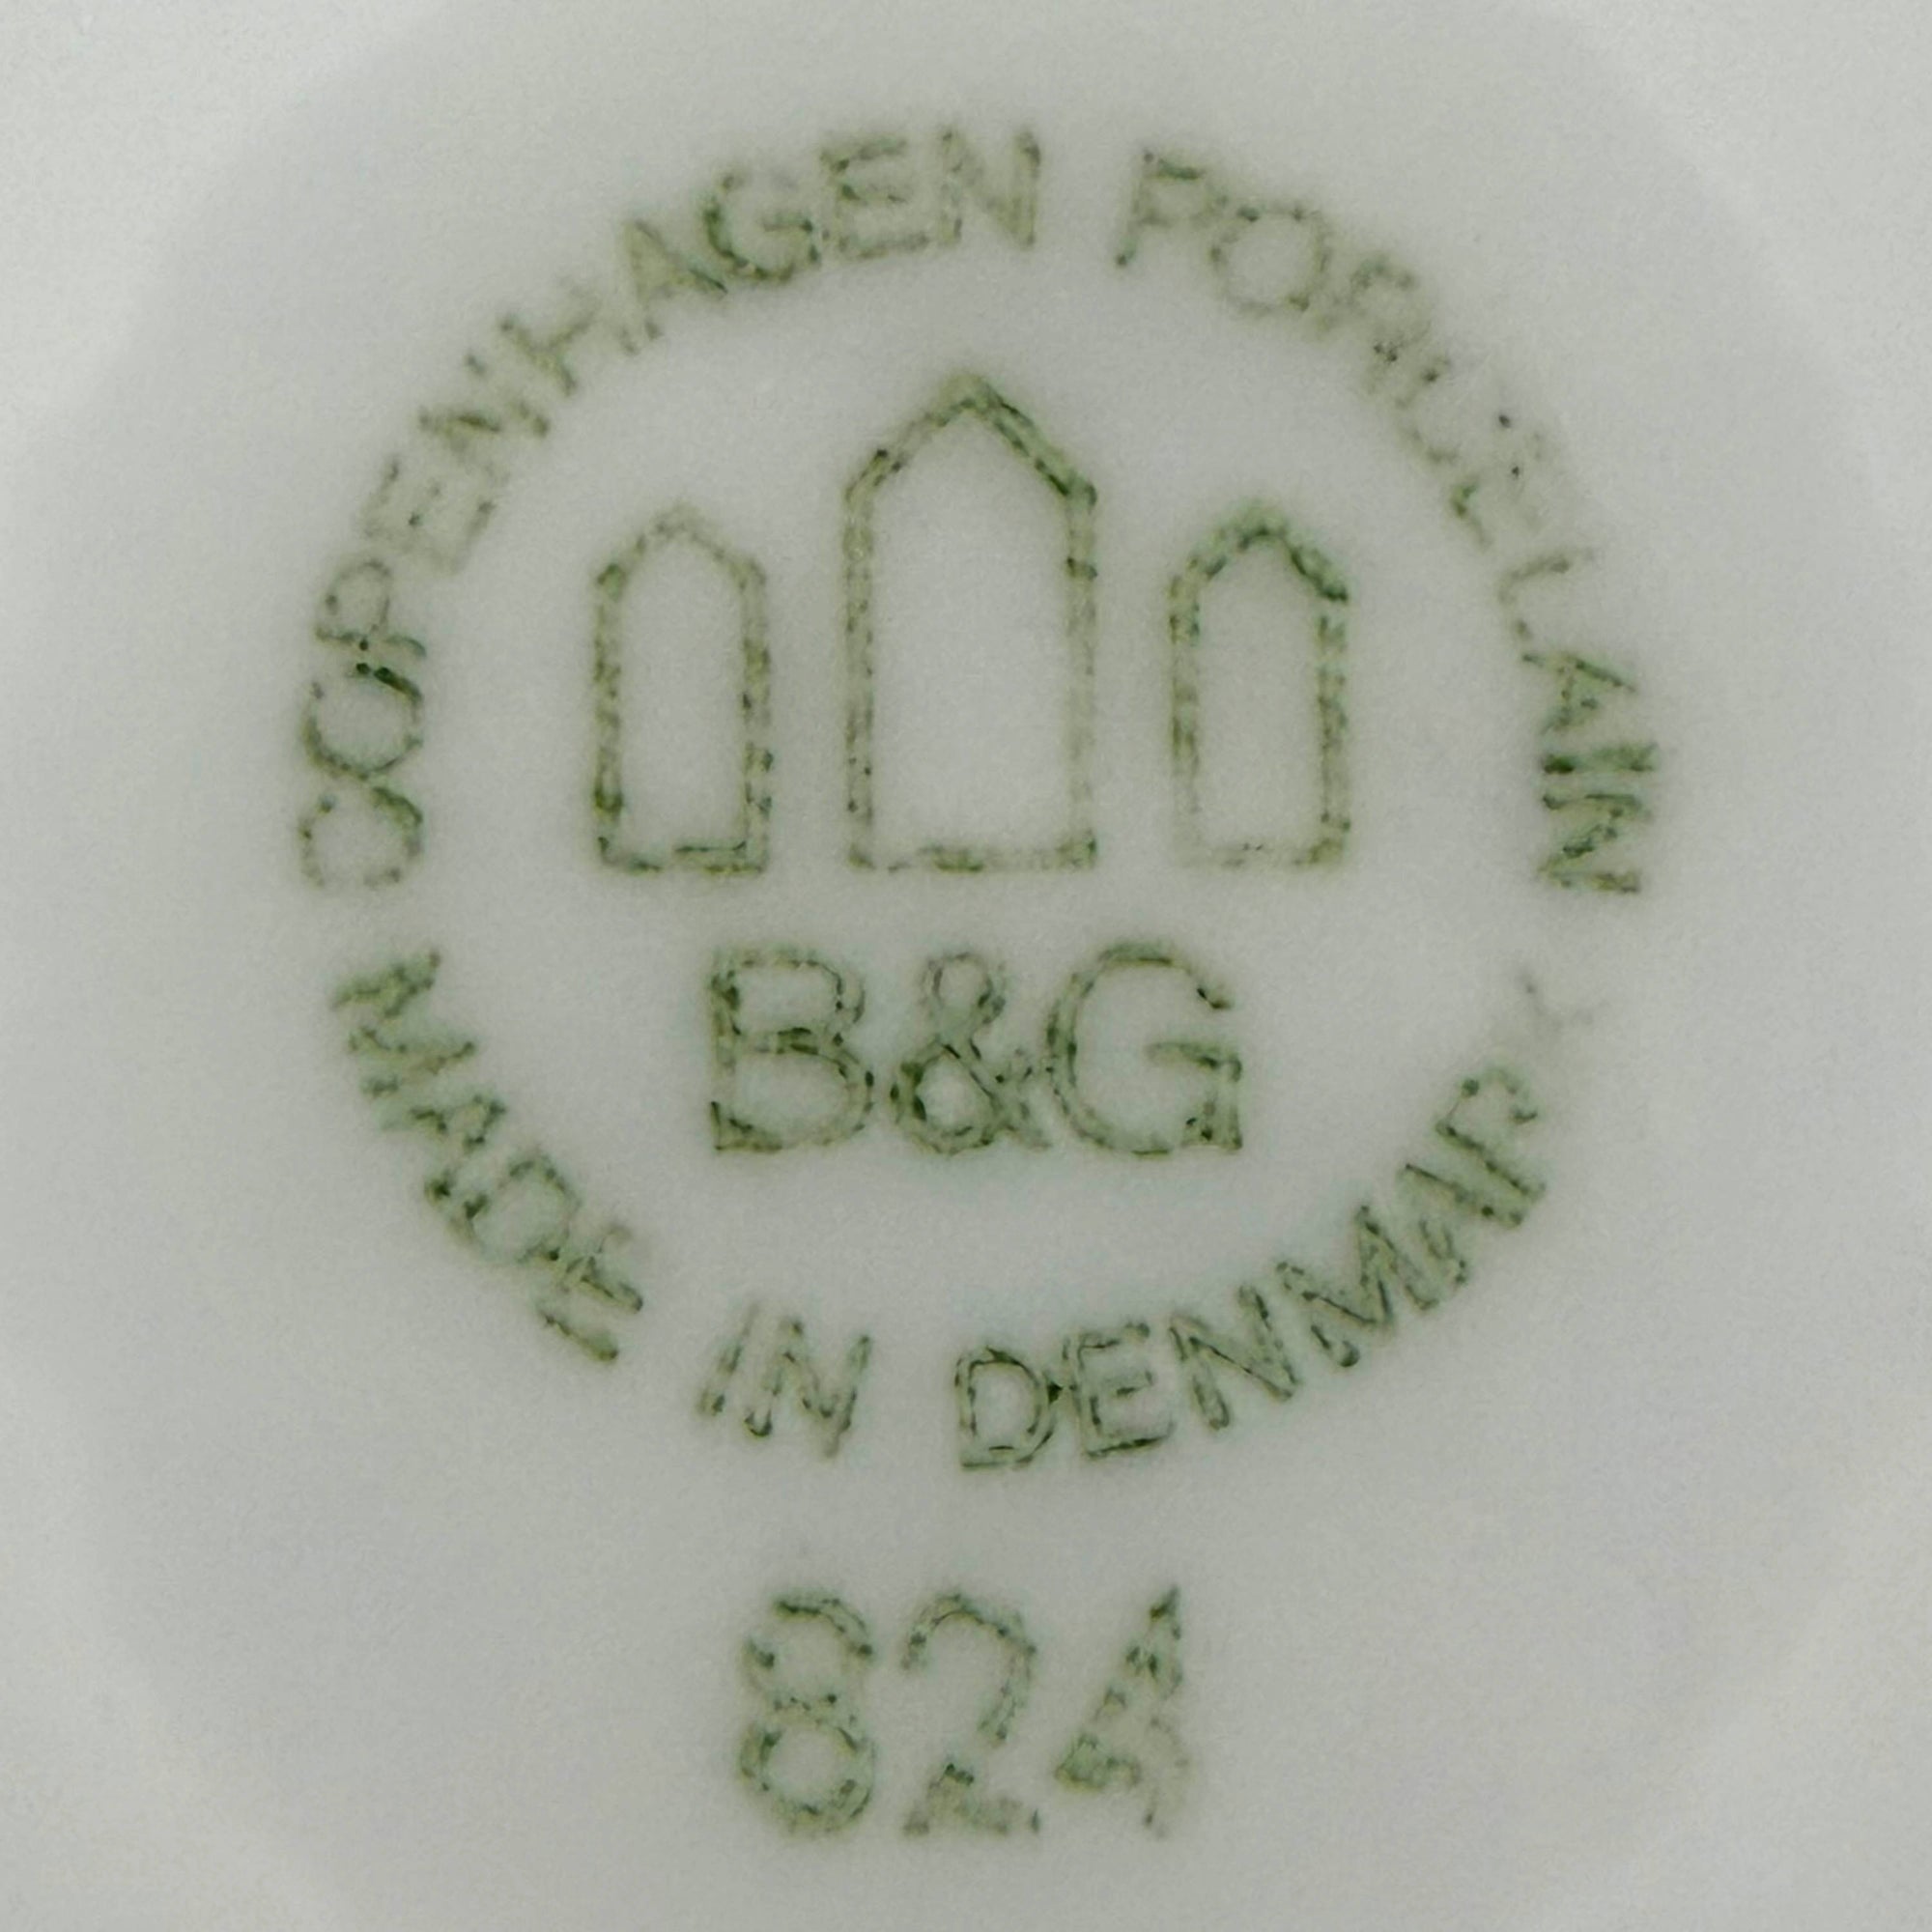 COPENHAGEN PORCELAIN
B&G
MADE IN DENMARK
824